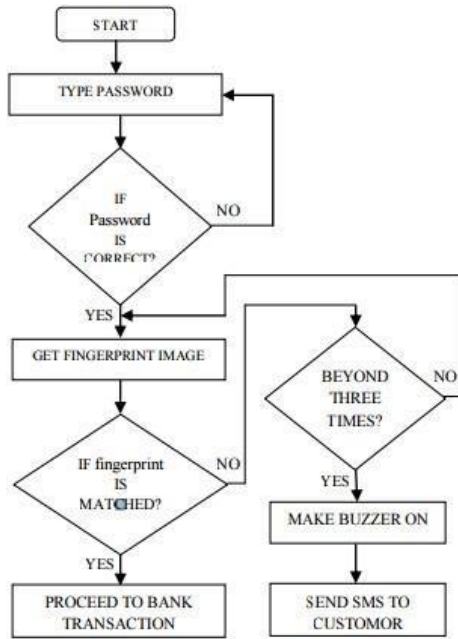 START
TYPE PASSWORD
IF
Password
IS
CORRECT?
NO
YES
GET FINGERPRINT IMAGE
IF fingerprint
IS
MATCHED?
NO
YES
PROCEED TO BANK
TRANSACTION
BEYOND
THREE
TIMES?
NO
YES
MAKE BUZZER ON
SEND SMS TO
CUSTOMOR